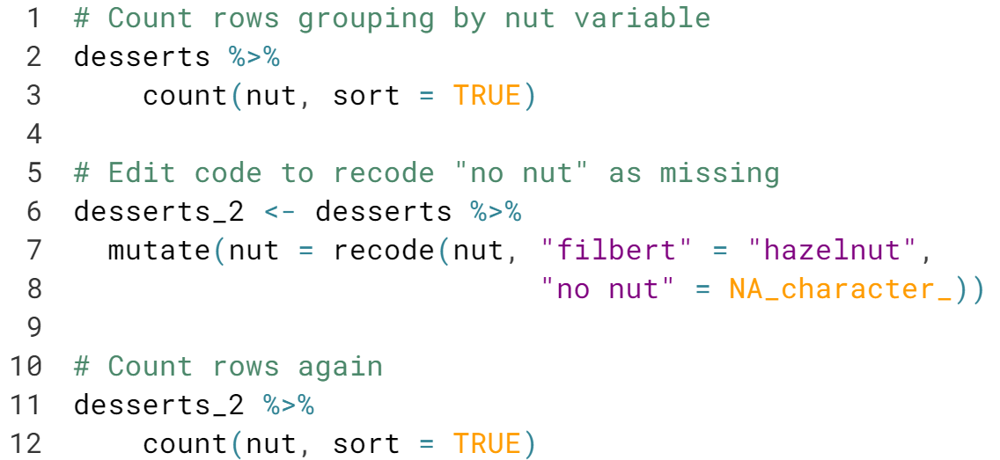 1 # Count rows grouping by nut variable
2 desserts %>%
3     count(nut, sort = TRUE)
4
5 # Edit code to recode "no nut" as missing
6 desserts_2 <- desserts %>%
7   mutate(nut = recode(nut, "filbert" = "hazelnut",
8                            "no nut" = NA_character_))
9
10 # Count rows again
11 desserts_2 %>%
12     count(nut, sort = TRUE)